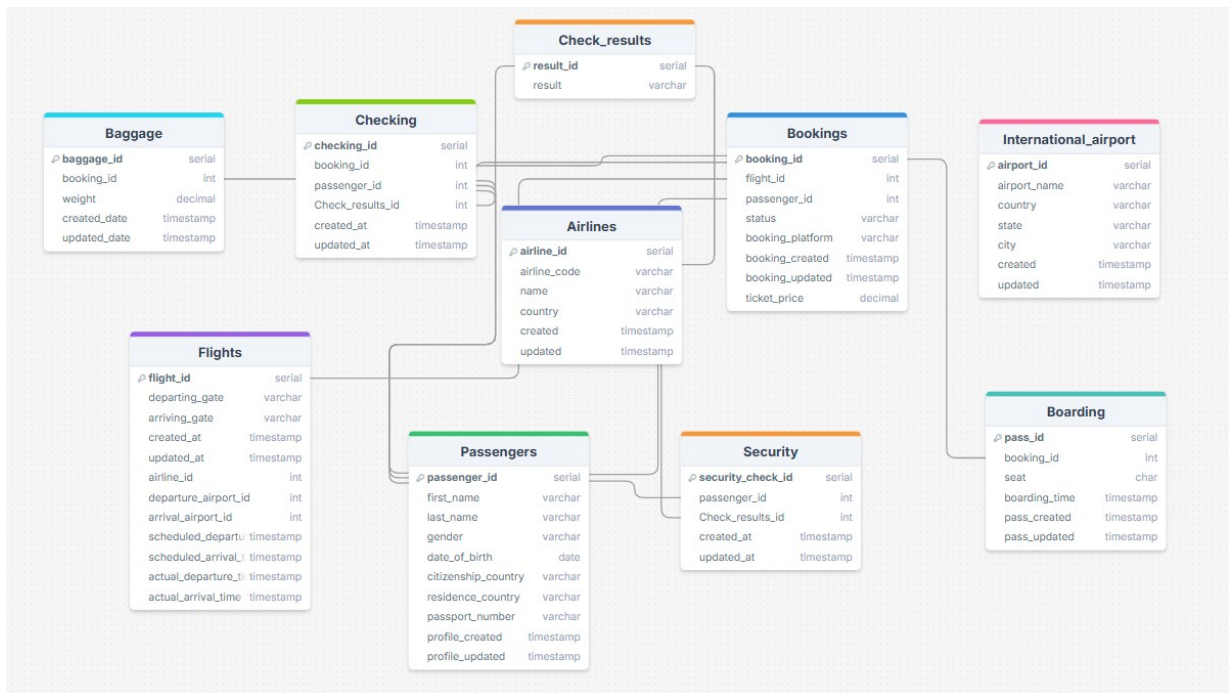 Check_results
result_id serial
result varchar
Baggage
baggage_id serial
booking_id int
weight decimal
created_date timestamp
updated_date timestamp
Checking
checking_id serial
booking_id int
passenger_id int
Check_results_id int
created_at timestamp
updated_at timestamp
Bookings
booking_id serial
flight_id int
passenger_id int
status varchar
booking_platform varchar
booking_created timestamp
booking_updated timestamp
ticket_price decimal
International_airport
airport_id serial
airport_name varchar
country varchar
state varchar
city varchar
created timestamp
updated timestamp
Airlines
airline_id serial
airline_code varchar
name varchar
country varchar
created timestamp
updated timestamp
Flights
flight_id serial
departing_gate varchar
arriving_gate varchar
created_at timestamp
updated_at timestamp
airline_id int
departure_airport_id int
arrival_airport_id int
scheduled_departu timestamp
scheduled_arrival_t timestamp
actual_departure_ti timestamp
actual_arrival_time timestamp
Passengers
passenger_id serial
first_name varchar
last_name varchar
gender varchar
date_of_birth date
citizenship_country varchar
residence_country varchar
passport_number varchar
profile_created timestamp
profile_updated timestamp
Security
security_check_id serial
passenger_id int
Check_results_id int
created_at timestamp
updated_at timestamp
Boarding
pass_id serial
booking_id int
seat char
boarding_time timestamp
pass_created timestamp
pass_updated timestamp